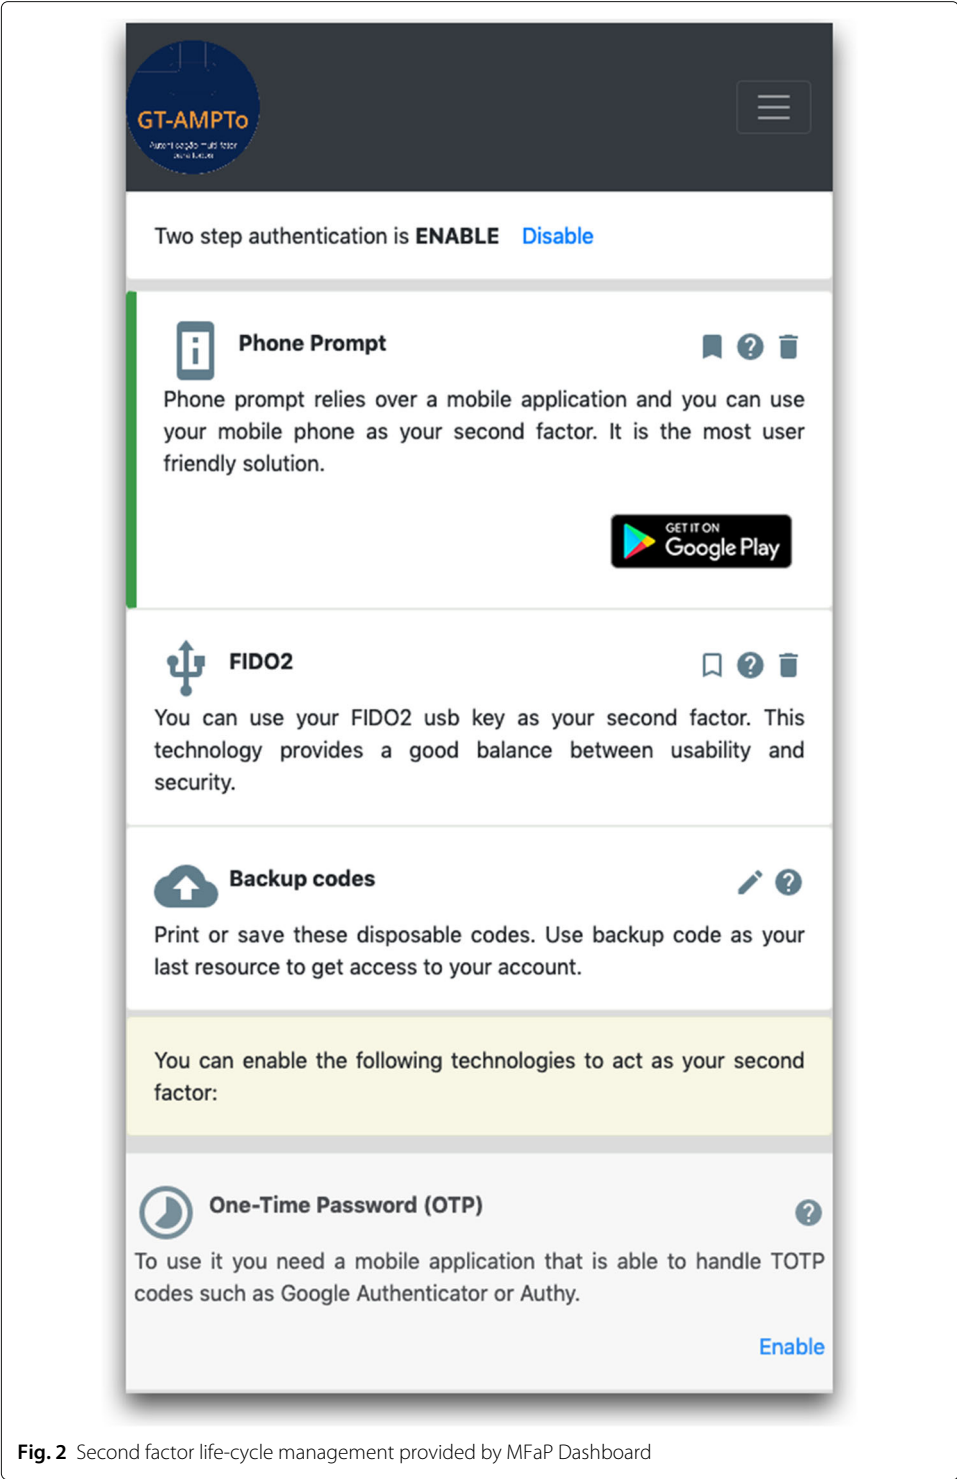 GT-AMPTo
Autenticação multi-fator
para todos
Two step authentication is ENABLE Disable
Phone Prompt
Phone prompt relies over a mobile application and you can use
your mobile phone as your second factor. It is the most user
friendly solution.
GET IT ON
Google Play
FIDO2
You can use your FIDO2 usb key as your second factor. This
technology provides a good balance between usability and
security.
Backup codes
Print or save these disposable codes. Use backup code as your
last resource to get access to your account.
You can enable the following technologies to act as your second
factor:
One-Time Password (OTP)
To use it you need a mobile application that is able to handle TOTP
codes such as Google Authenticator or Authy.
Enable
Fig. 2 Second factor life-cycle management provided by MFaP Dashboard